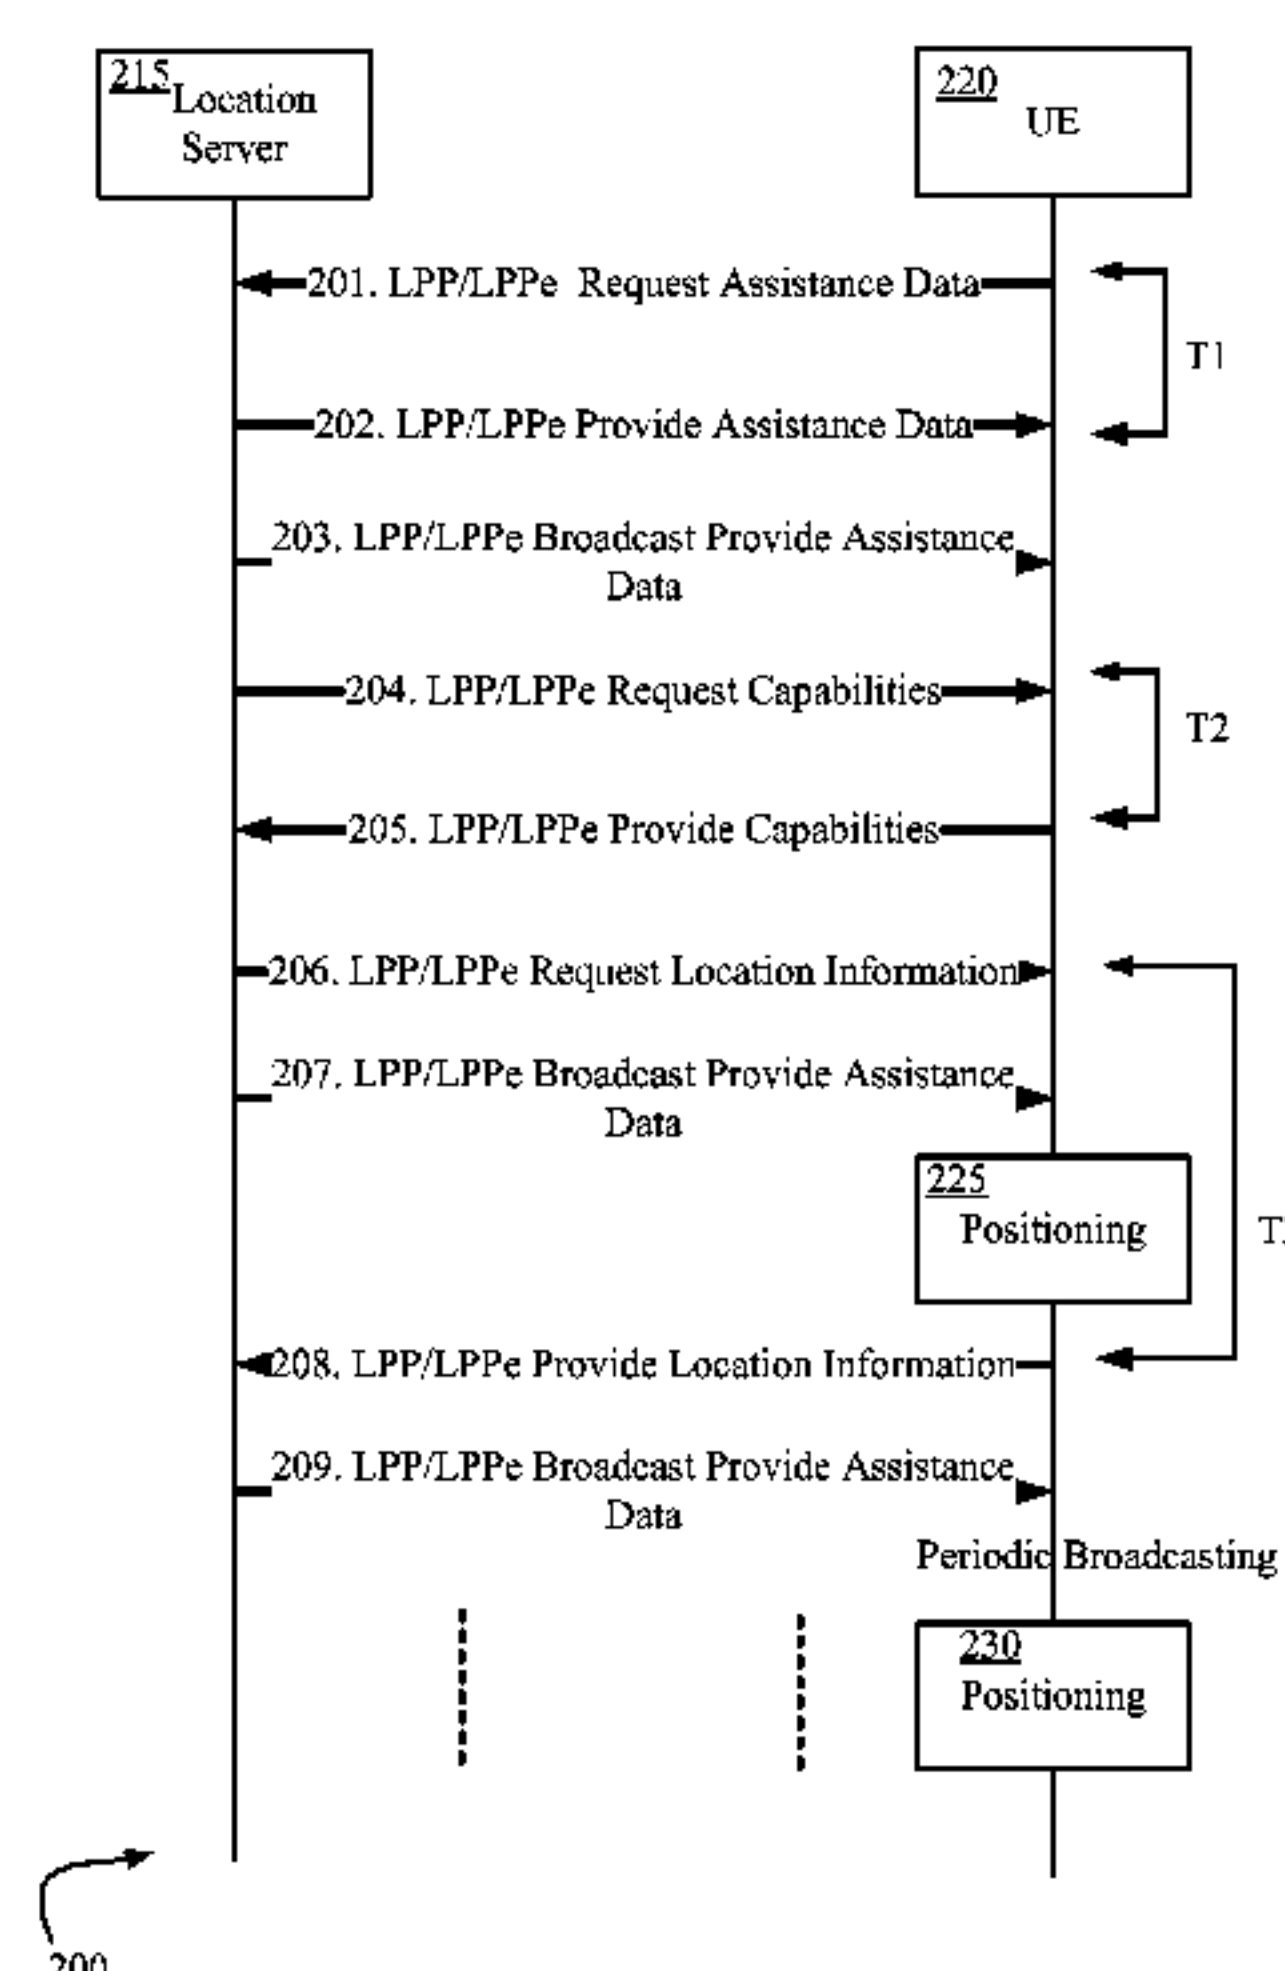 215
Location
Server
220
UE
201. LPP/LPPe Request Assistance Data
T1
202. LPP/LPPe Provide Assistance Data
203. LPP/LPPe Broadcast Provide Assistance
Data
204. LPP/LPPe Request Capabilities
T2
205. LPP/LPPe Provide Capabilities
206. LPP/LPPe Request Location Information
207. LPP/LPPe Broadcast Provide Assistance
Data
225
Positioning
208. LPP/LPPe Provide Location Information
209. LPP/LPPe Broadcast Provide Assistance
Data
Periodic Broadcasting
230
Positioning
200